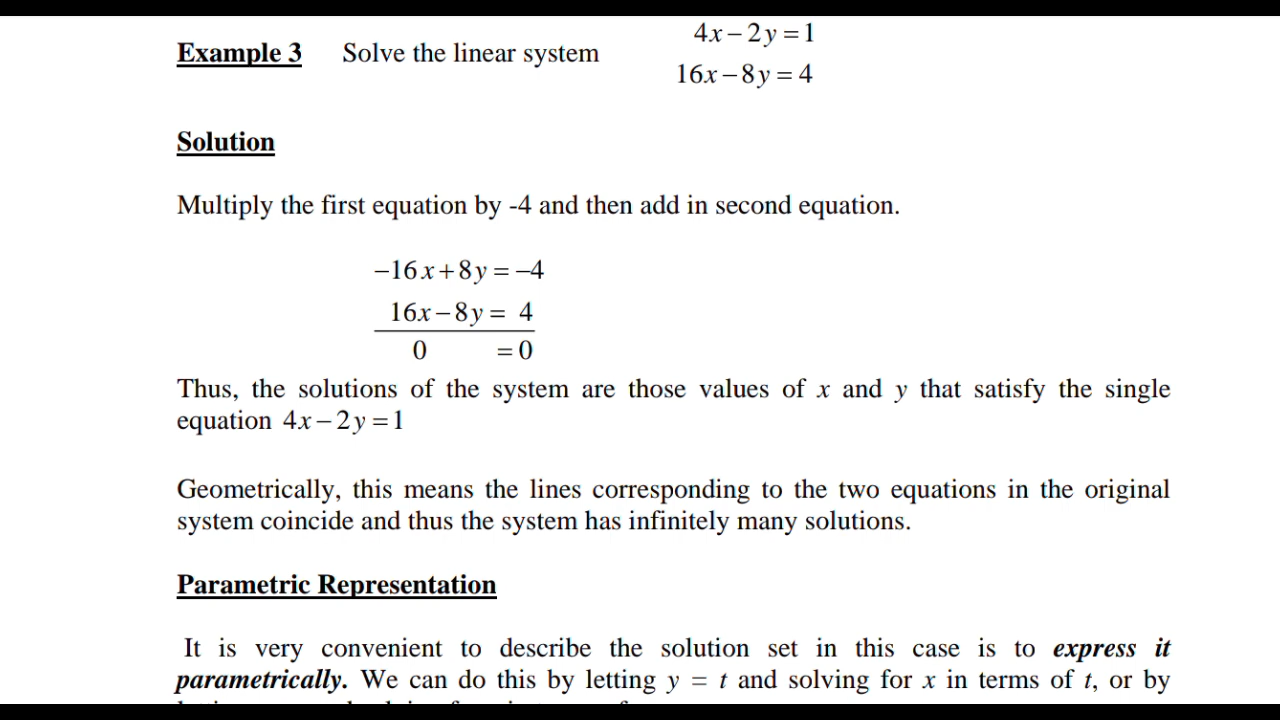 4x − 2y = 1
Example 3 Solve the linear system
16x − 8y = 4
Solution
Multiply the first equation by -4 and then add in second equation.
−16x + 8y = −4
16x − 8y = 4
0 = 0
Thus, the solutions of the system are those values of x and y that satisfy the single
equation 4x − 2y = 1
Geometrically, this means the lines corresponding to the two equations in the original
system coincide and thus the system has infinitely many solutions.
Parametric Representation
It is very convenient to describe the solution set in this case is to express it
parametrically. We can do this by letting y = t and solving for x in terms of t, or by